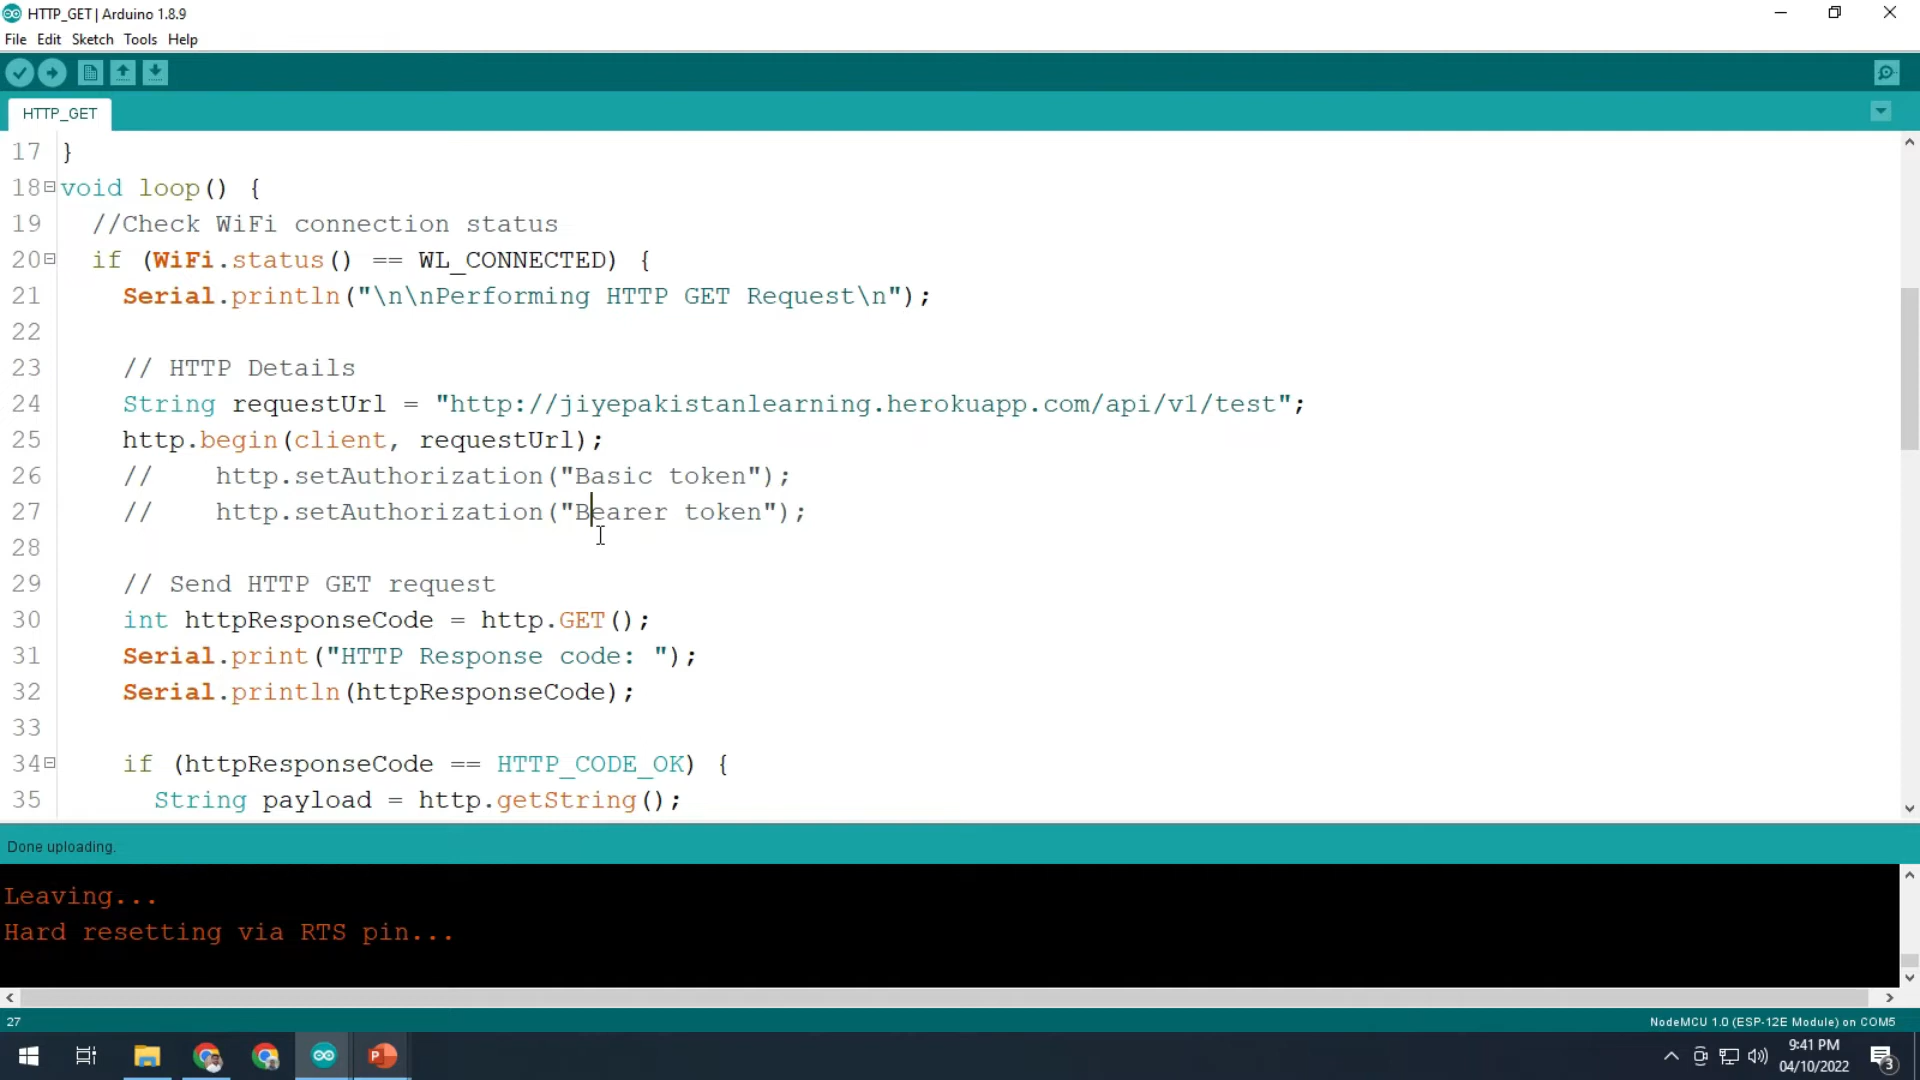 HTTP_GET | Arduino 1.8.9
File Edit Sketch Tools Help
HTTP_GET
17 }
18 void loop() {
19 //Check WiFi connection status
20 if (WiFi.status() == WL_CONNECTED) {
21 Serial.println("\n\nPerforming HTTP GET Request\n");
22
23 // HTTP Details
24 String requestUrl = "http://jiyepakistanlearning.herokuapp.com/api/v1/test";
25 http.begin(client, requestUrl);
26 // http.setAuthorization("Basic token");
27 // http.setAuthorization("Bearer token");
28
29 // Send HTTP GET request
30 int httpResponseCode = http.GET();
31 Serial.print("HTTP Response code: ");
32 Serial.println(httpResponseCode);
33
34 if (httpResponseCode == HTTP_CODE_OK) {
35 String payload = http.getString();
Done uploading.
Leaving...
Hard resetting via RTS pin...
27
NodeMCU 1.0 (ESP-12E Module) on COM5
9:41 PM
04/10/2022
3